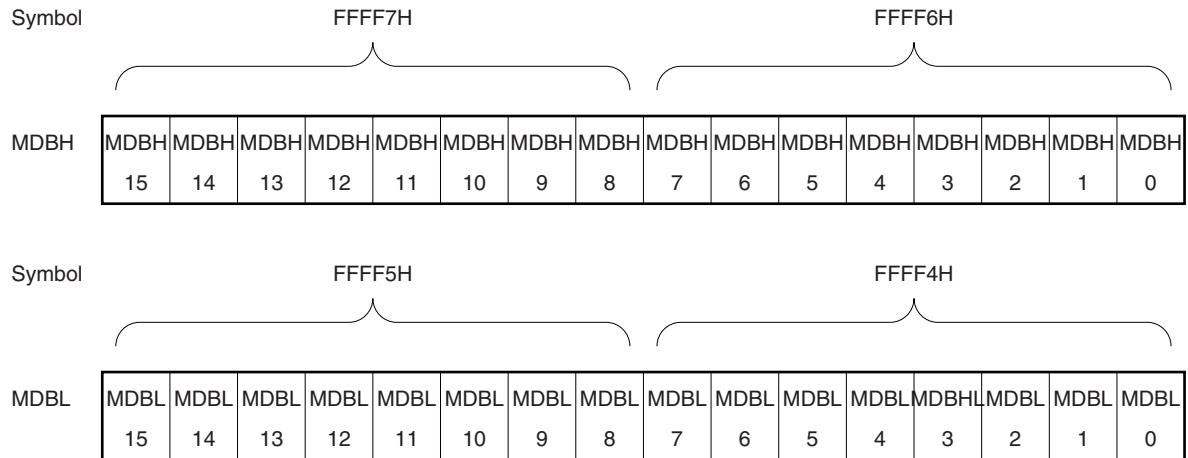 Symbol FFFF7H FFFF6H
MDBH MDBH MDBH MDBH MDBH MDBH MDBH MDBH MDBH MDBH MDBH MDBH MDBH MDBH MDBH MDBH MDBH
15 14 13 12 11 10 9 8 7 6 5 4 3 2 1 0
Symbol FFFF5H FFFF4H
MDBL MDBL MDBL MDBL MDBL MDBL MDBL MDBL MDBL MDBL MDBL MDBL MDBL MDBHL MDBL MDBL MDBL
15 14 13 12 11 10 9 8 7 6 5 4 3 2 1 0